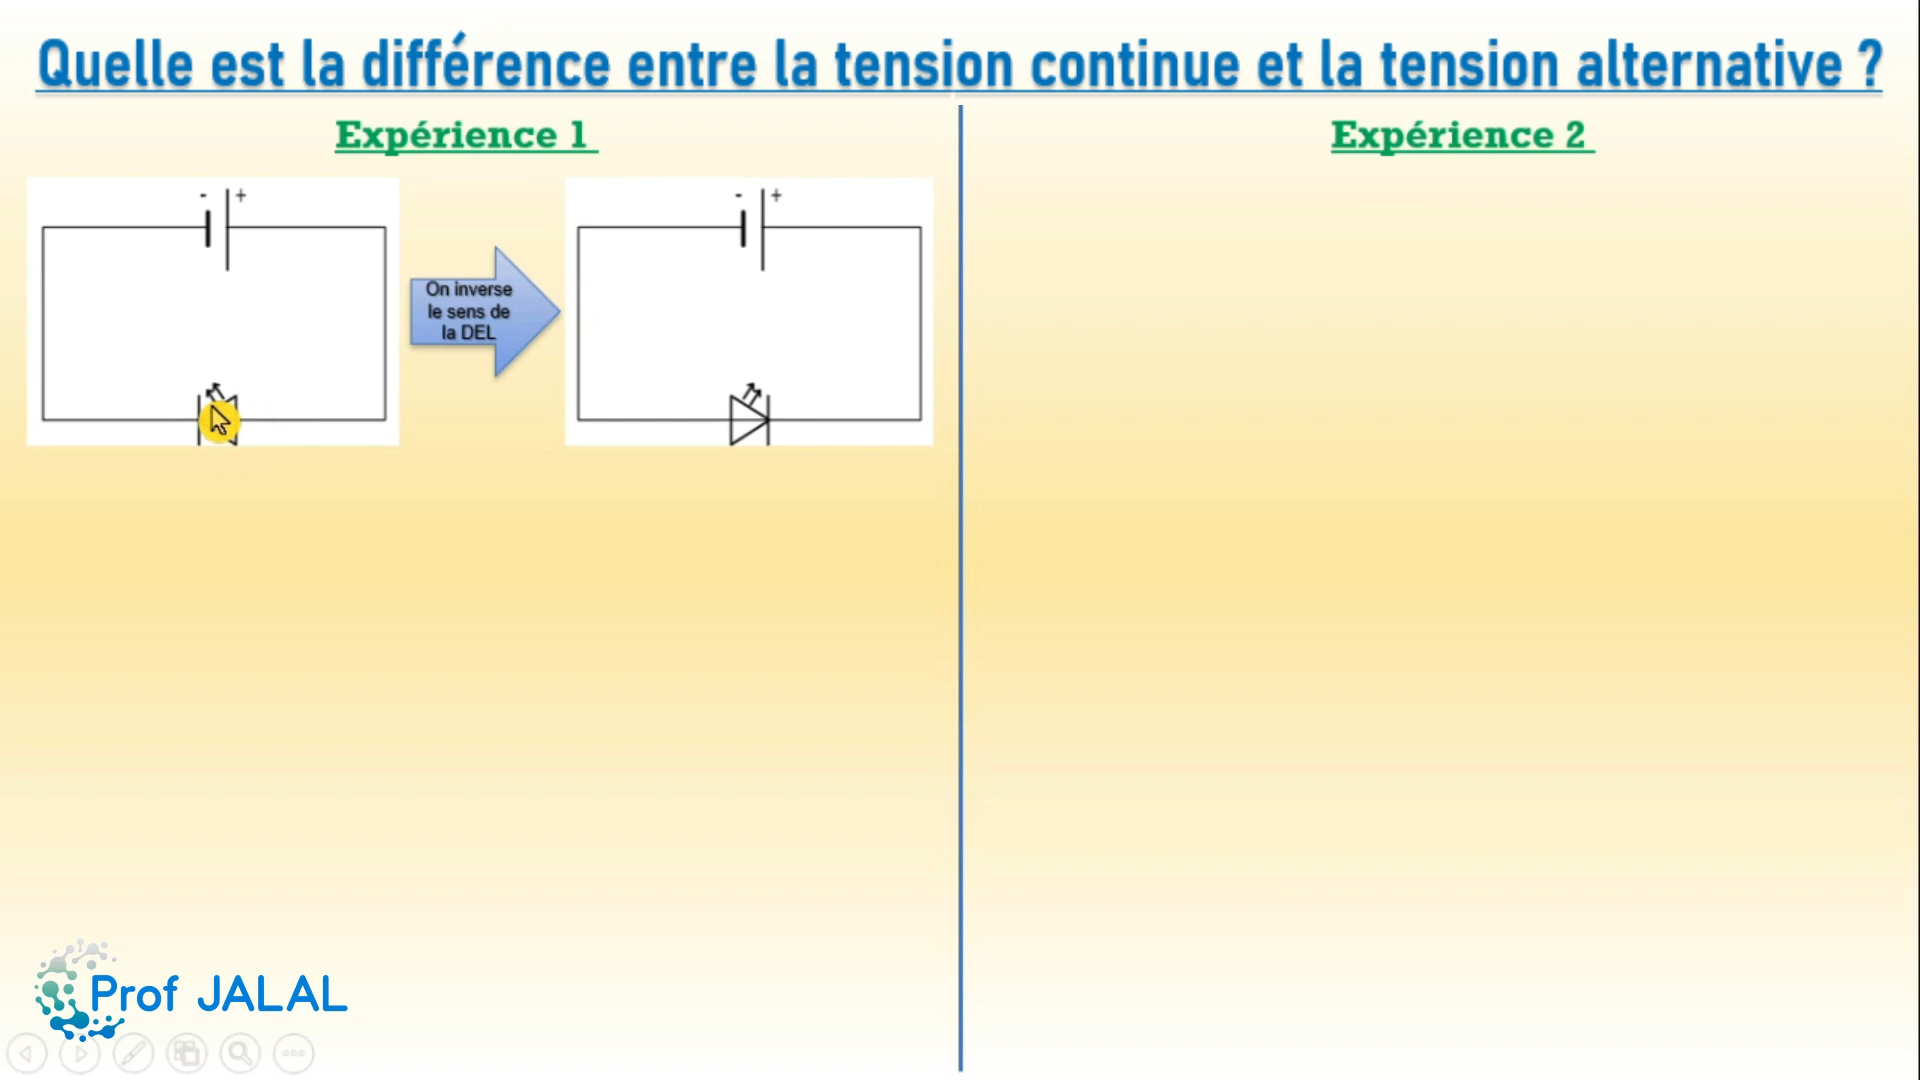 Quelle est la différence entre la tension continue et la tension alternative ?
Expérience 1
Expérience 2
- +
On inverse
le sens de
la DEL
- +
Prof JALAL